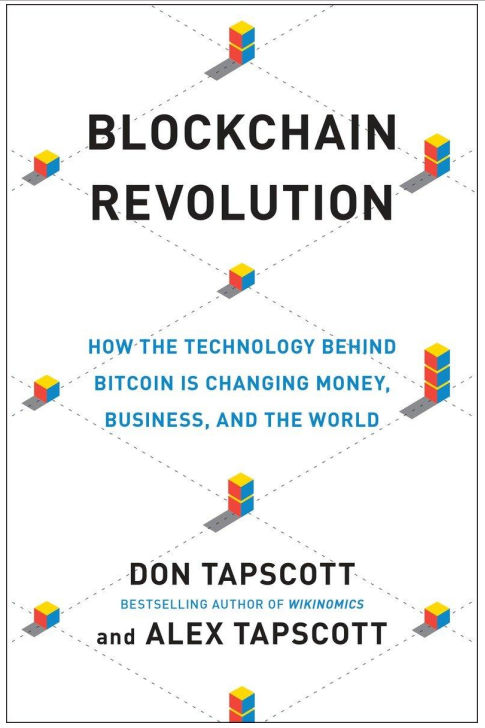 BLOCKCHAIN
REVOLUTION
HOW THE TECHNOLOGY BEHIND
BITCOIN IS CHANGING MONEY,
BUSINESS, AND THE WORLD
DON TAPSCOTT
BESTSELLING AUTHOR OF WIKINOMICS
and ALEX TAPSCOTT